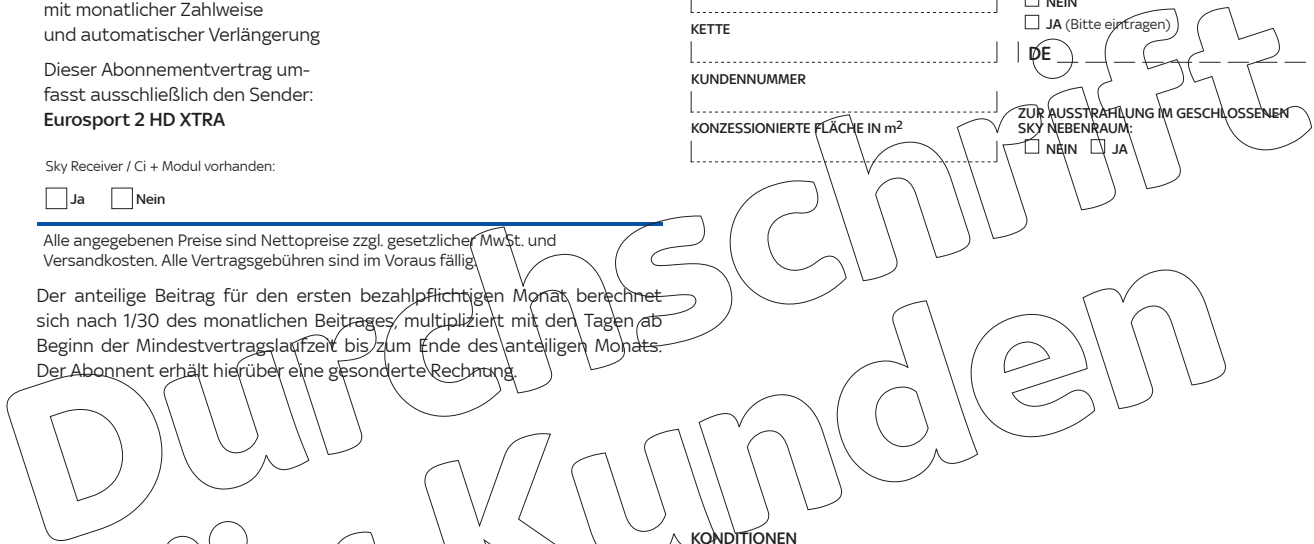 mit monatlicher Zahlweise
und automatischer Verlängerung
Dieser Abonnementvertrag um-
fasst ausschließlich den Sender:
Eurosport 2 HD XTRA
Sky Receiver / Ci + Modul vorhanden:
Ja Nein
Alle angegebenen Preise sind Nettopreise zzgl. gesetzlicher MwSt. und
Versandkosten. Alle Vertragsgebühren sind im Voraus fällig.
Der anteilige Beitrag für den ersten bezahlpflichtigen Monat berechnet
sich nach 1/30 des monatlichen Beitrages, multipliziert mit den Tagen ab
Beginn der Mindestvertragslaufzeit bis zum Ende des anteiligen Monats.
Der Abonnent erhält hierüber eine gesonderte Rechnung.
KETTE
KUNDENNUMMER
KONZESSIONIERTE FLÄCHE IN m²
NEIN
JA (Bitte eintragen)
DE
ZUR AUSSTRAHLUNG IM GESCHLOSSENEN
SKY NEBENRAUM:
NEIN JA
Durchschrift
Kunden
KONDITIONEN